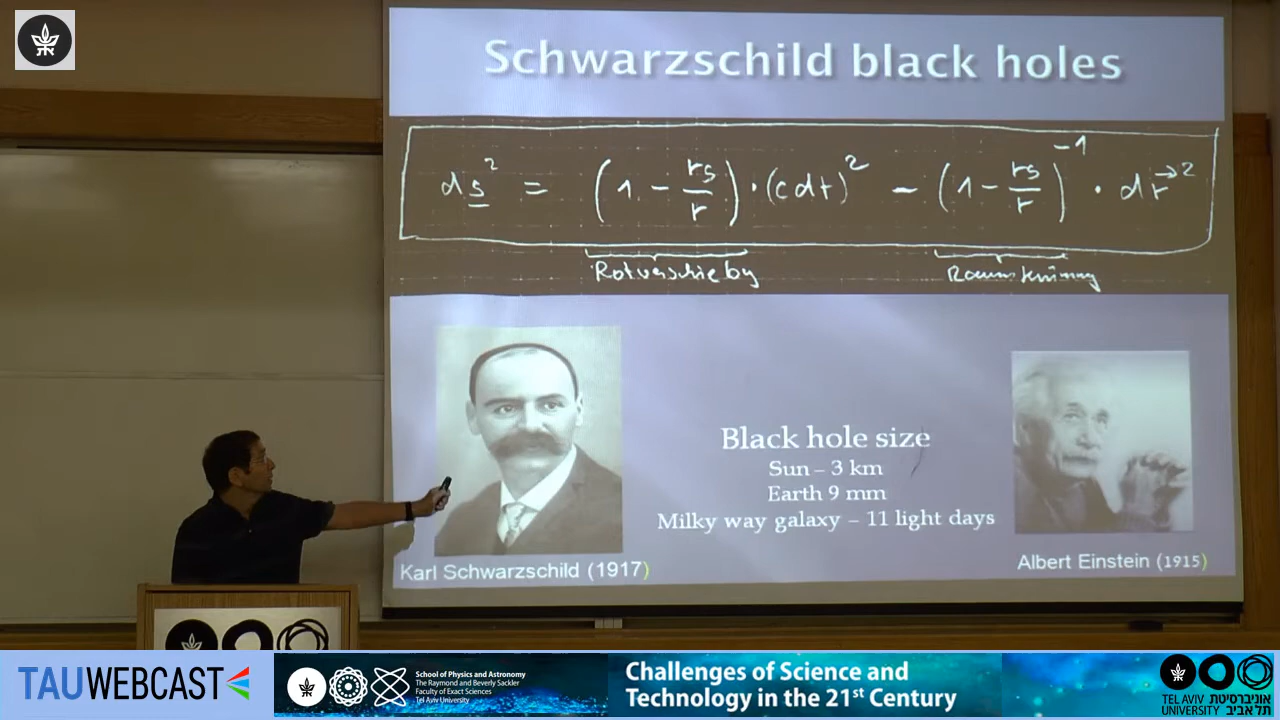 Schwarzschild black holes
ds² = (1 - rs/r) · (cdt)² - (1 - rs/r)⁻¹ · dr⃗²
Rotverschiebg Raumkrümmg
Black hole size
Sun – 3 km
Earth 9 mm
Milky way galaxy – 11 light days
Karl Schwarzschild (1917)
Albert Einstein (1915)
TAUWEBCAST
School of Physics and Astronomy
The Raymond and Beverly Sackler
Faculty of Exact Sciences
Tel Aviv University
Challenges of Science and
Technology in the 21st Century
TEL AVIV אוניברסיטת
UNIVERSITY תל אביב